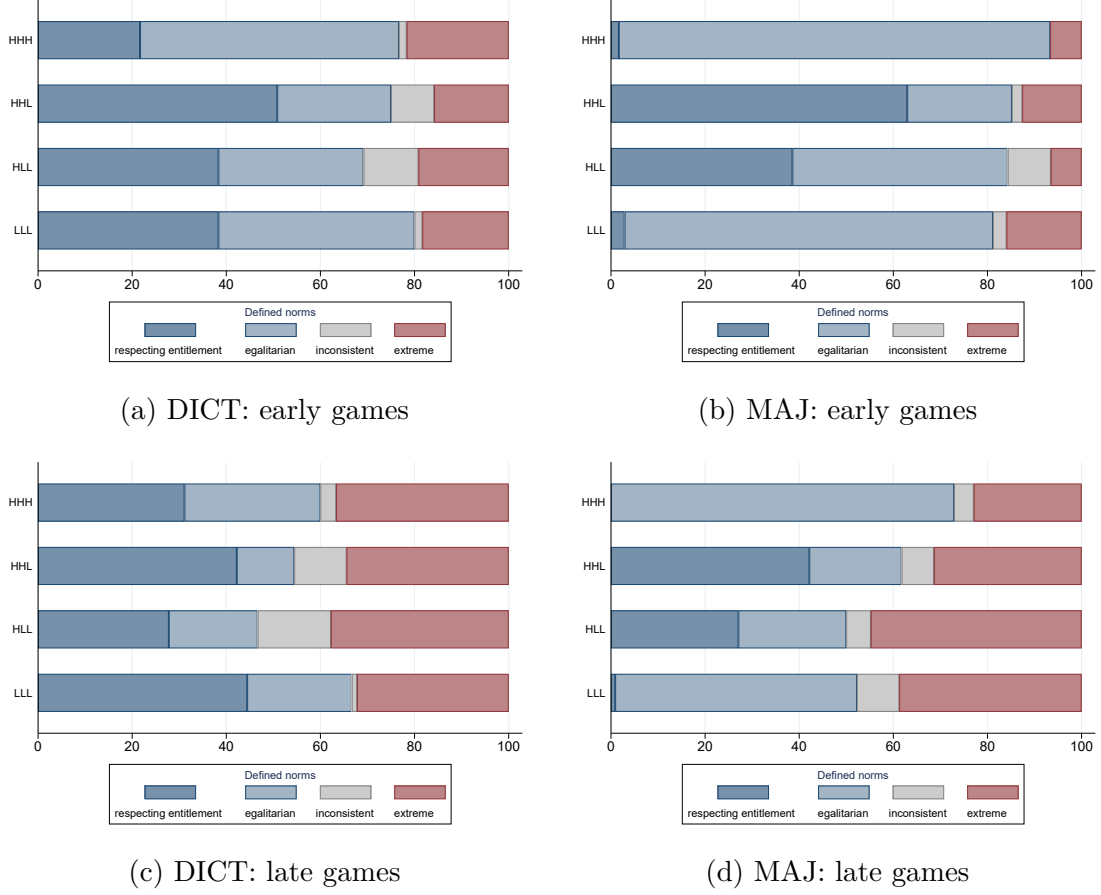 HHH
HHL
HLL
LLL
0 20 40 60 80 100
Defined norms
respecting entitlement egalitarian inconsistent extreme
(a) DICT: early games
HHH
HHL
HLL
LLL
0 20 40 60 80 100
Defined norms
respecting entitlement egalitarian inconsistent extreme
(b) MAJ: early games
HHH
HHL
HLL
LLL
0 20 40 60 80 100
Defined norms
respecting entitlement egalitarian inconsistent extreme
(c) DICT: late games
HHH
HHL
HLL
LLL
0 20 40 60 80 100
Defined norms
respecting entitlement egalitarian inconsistent extreme
(d) MAJ: late games